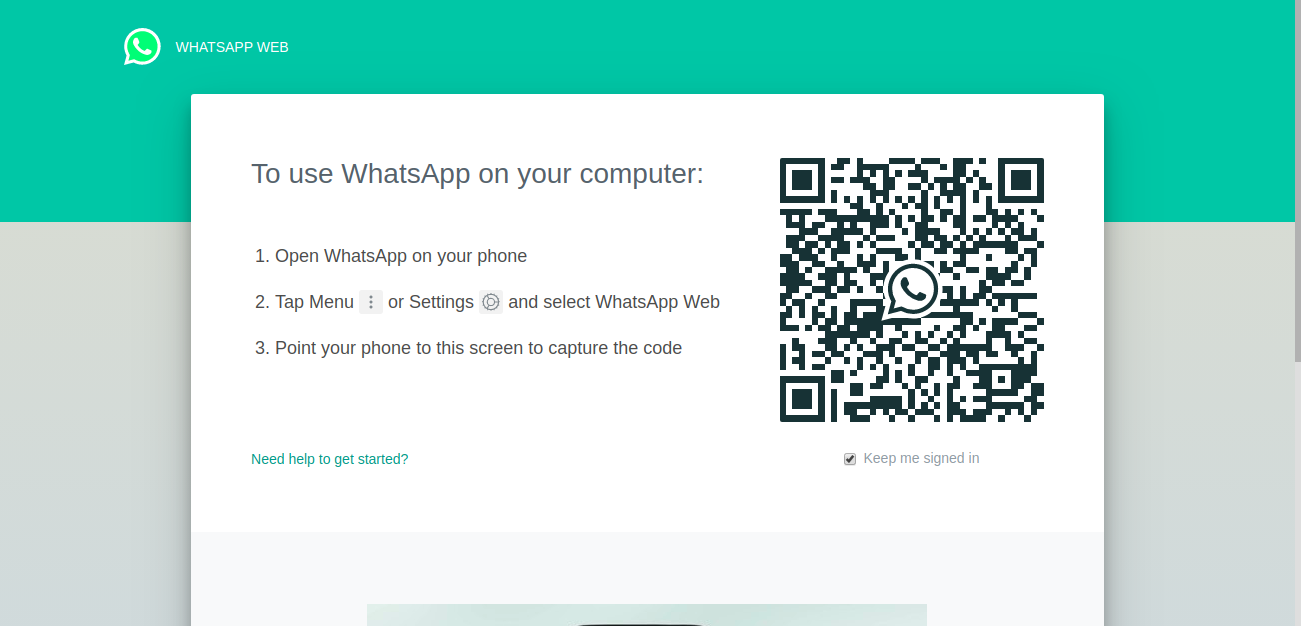 WHATSAPP WEB
To use WhatsApp on your computer:
1. Open WhatsApp on your phone
2. Tap Menu or Settings and select WhatsApp Web
3. Point your phone to this screen to capture the code
Need help to get started?
Keep me signed in